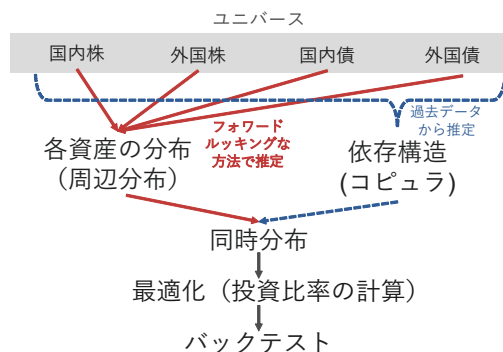 ユニバース
国内株 外国株 国内債 外国債
フォワード
ルッキングな
方法で推定
過去データ
から推定
各資産の分布
（周辺分布）
依存構造
(コピュラ)
同時分布
最適化（投資比率の計算）
バックテスト